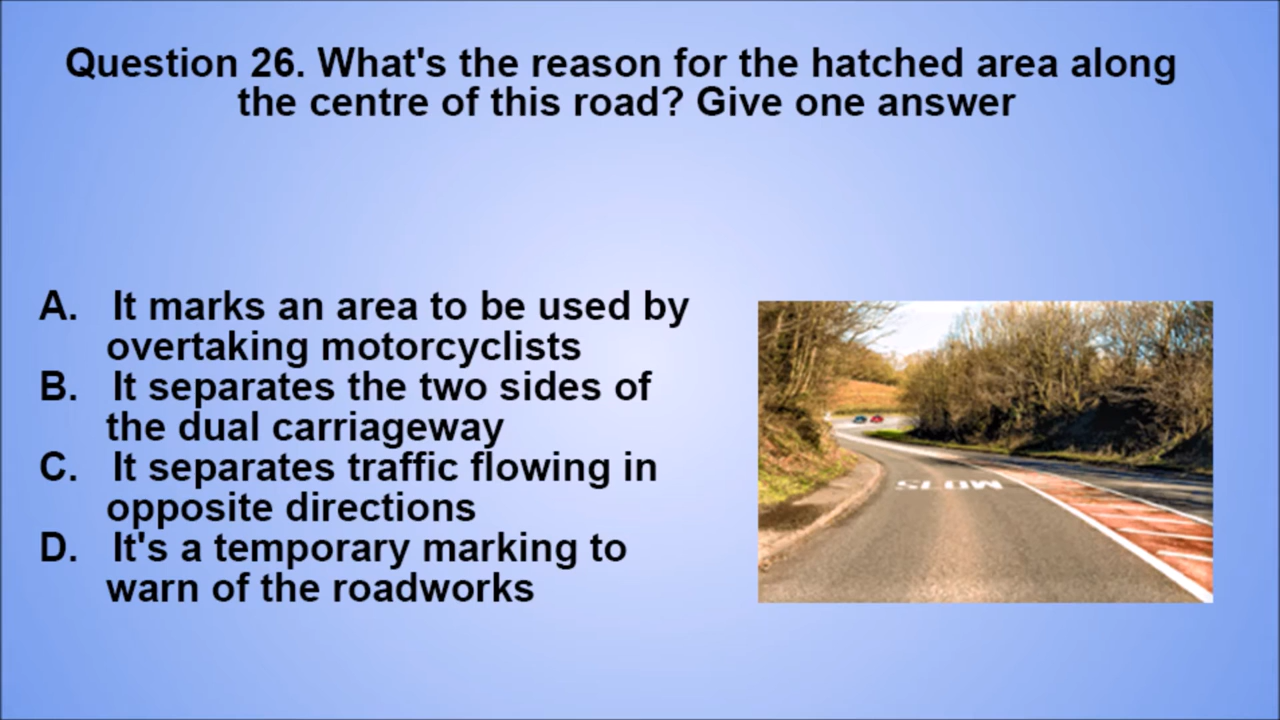 Question 26. What's the reason for the hatched area along
the centre of this road? Give one answer
A. It marks an area to be used by
overtaking motorcyclists
B. It separates the two sides of
the dual carriageway
C. It separates traffic flowing in
opposite directions
D. It's a temporary marking to
warn of the roadworks
SLOW